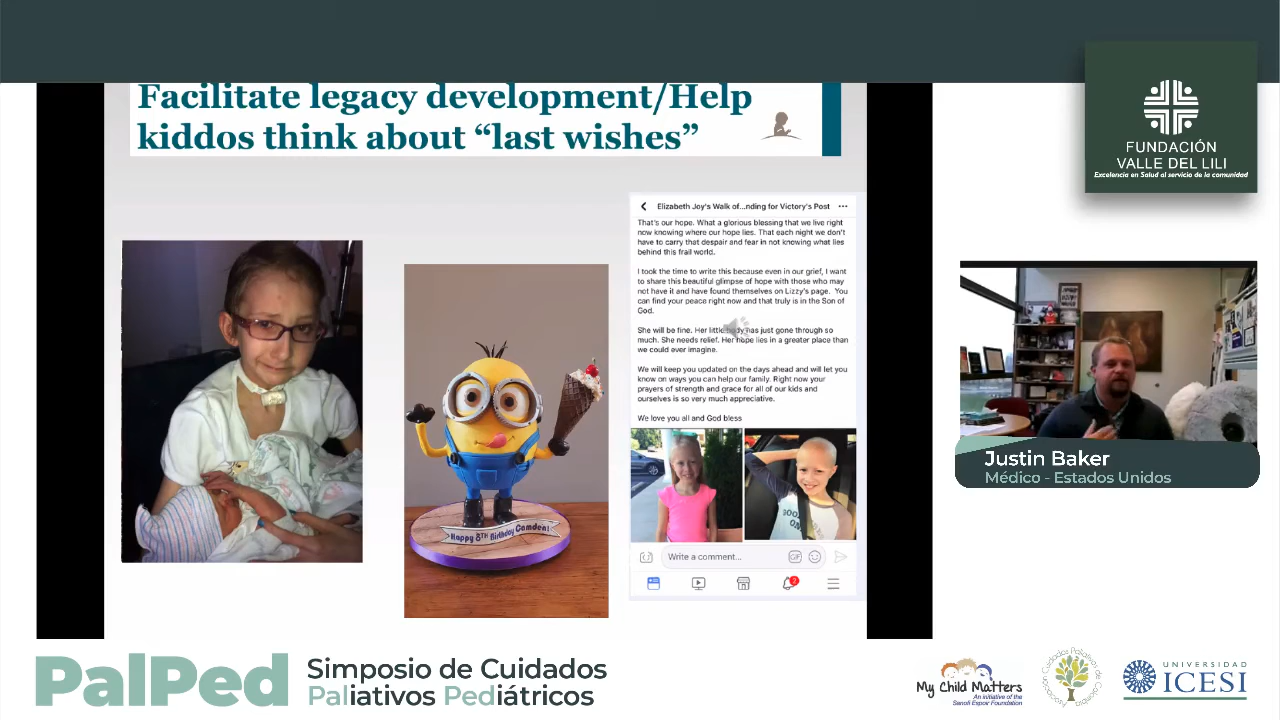 Facilitate legacy development/Help
kiddos think about “last wishes”
FUNDACIÓN
VALLE DEL LILI
Excelencia en Salud al servicio de la comunidad
Elizabeth Joy's Walk of...nding for Victory's Post
That's our hope. What a glorious blessing that we live right
now knowing where our hope lies. That each night we don't
have to carry that despair and fear in not knowing what lies
behind this frail world.
I took the time to write this because even in our grief, I want
to share this beautiful glimpse of hope with those who may
not have it and have found themselves on Lizzy's page. You
can find your peace right now and that truly is in the Son of
God.
She will be fine. Her little body has just gone through so
much. She needs relief. Her hope lies in a greater place than
we could ever imagine.
We will keep you updated on the days ahead and will let you
know on ways you can help our family. Right now your
prayers of strength and grace for all of our kids and
ourselves is so very much appreciative.
We love you all and God bless
Happy 8TH Birthday Camden!
Write a comment...
GIF
2
Justin Baker
Médico - Estados Unidos
PalPed
Simposio de Cuidados
Paliativos Pediátricos
My Child Matters
An initiative of the
Sanofi Espoir Foundation
UNIVERSIDAD
ICESI